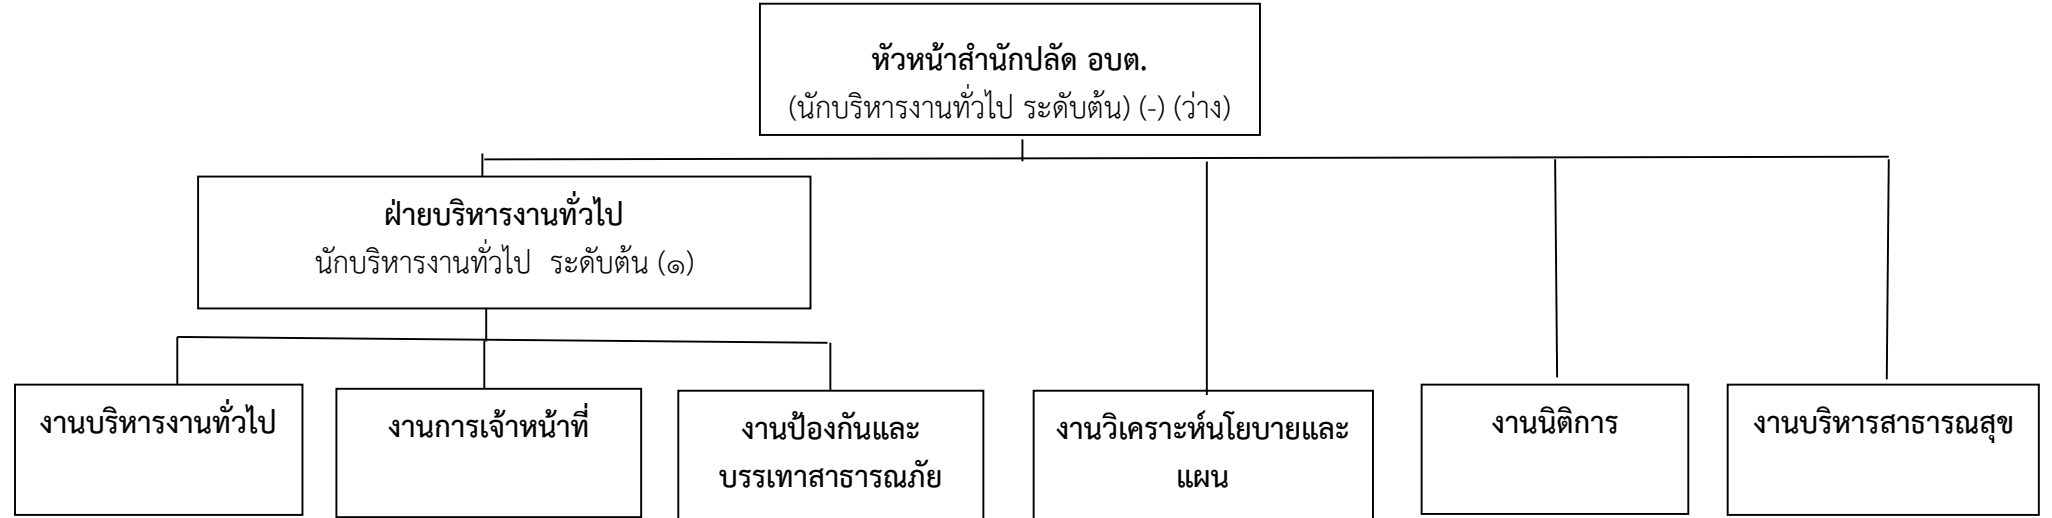 หัวหน้าสำนักปลัด อบต.
(นักบริหารงานทั่วไป ระดับต้น) (-) (ว่าง)
ฝ่ายบริหารงานทั่วไป
นักบริหารงานทั่วไป ระดับต้น (๑)
งานบริหารงานทั่วไป
งานการเจ้าหน้าที่
งานป้องกันและ
บรรเทาสาธารณภัย
งานวิเคราะห์นโยบายและ
แผน
งานนิติการ
งานบริหารสาธารณสุข